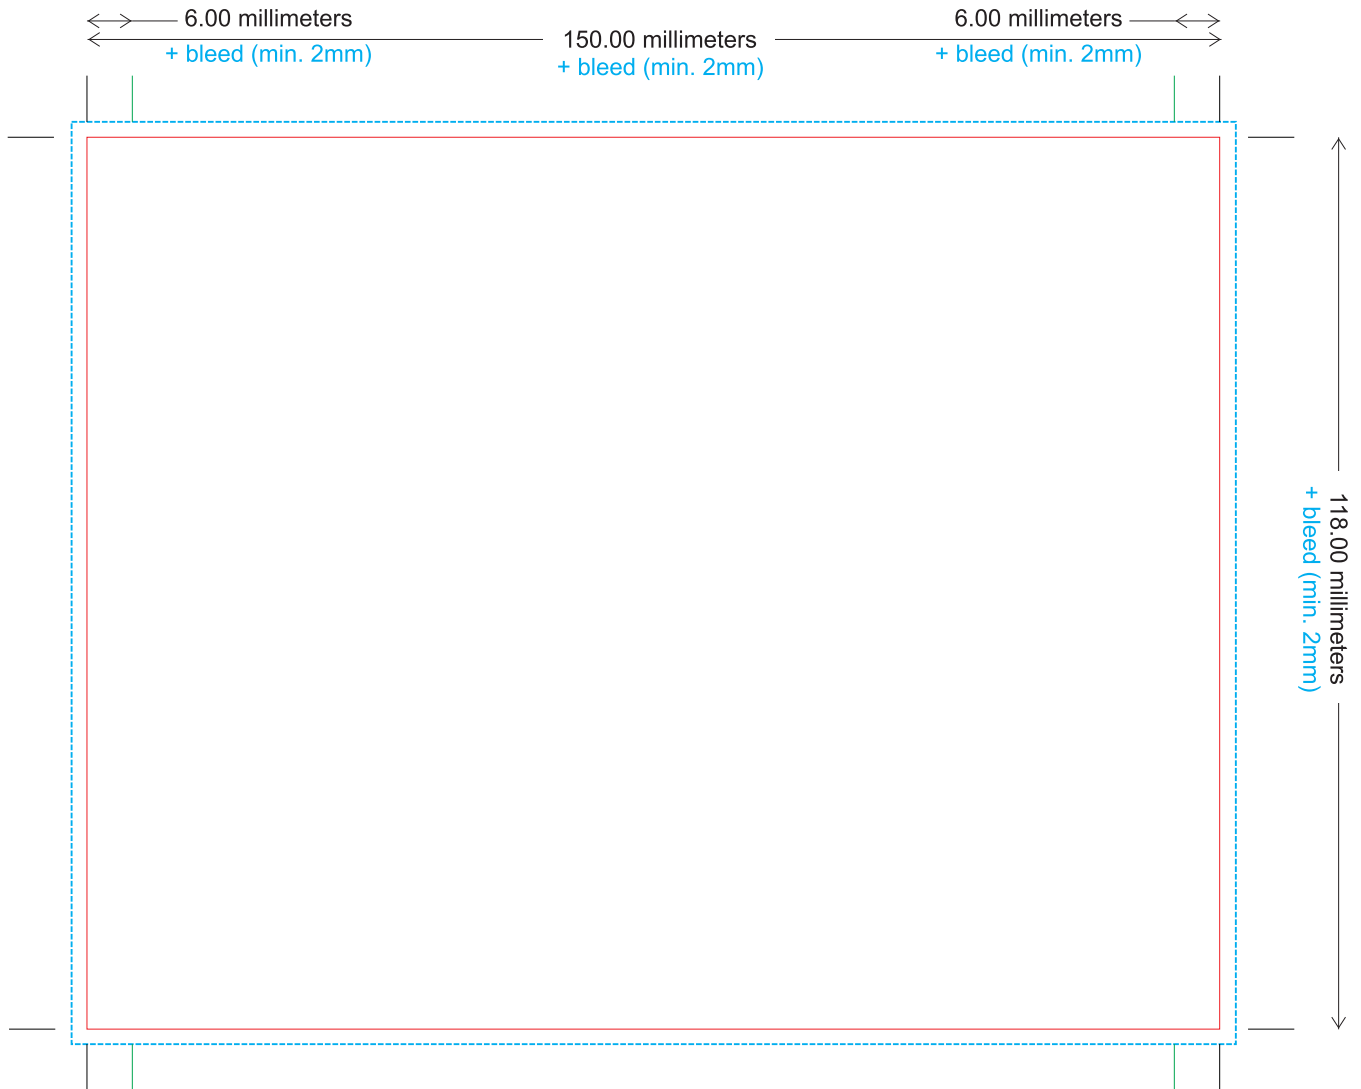 6.00 millimeters
+ bleed (min. 2mm)
150.00 millimeters
+ bleed (min. 2mm)
6.00 millimeters
+ bleed (min. 2mm)
118.00 millimeters
+ bleed (min. 2mm)